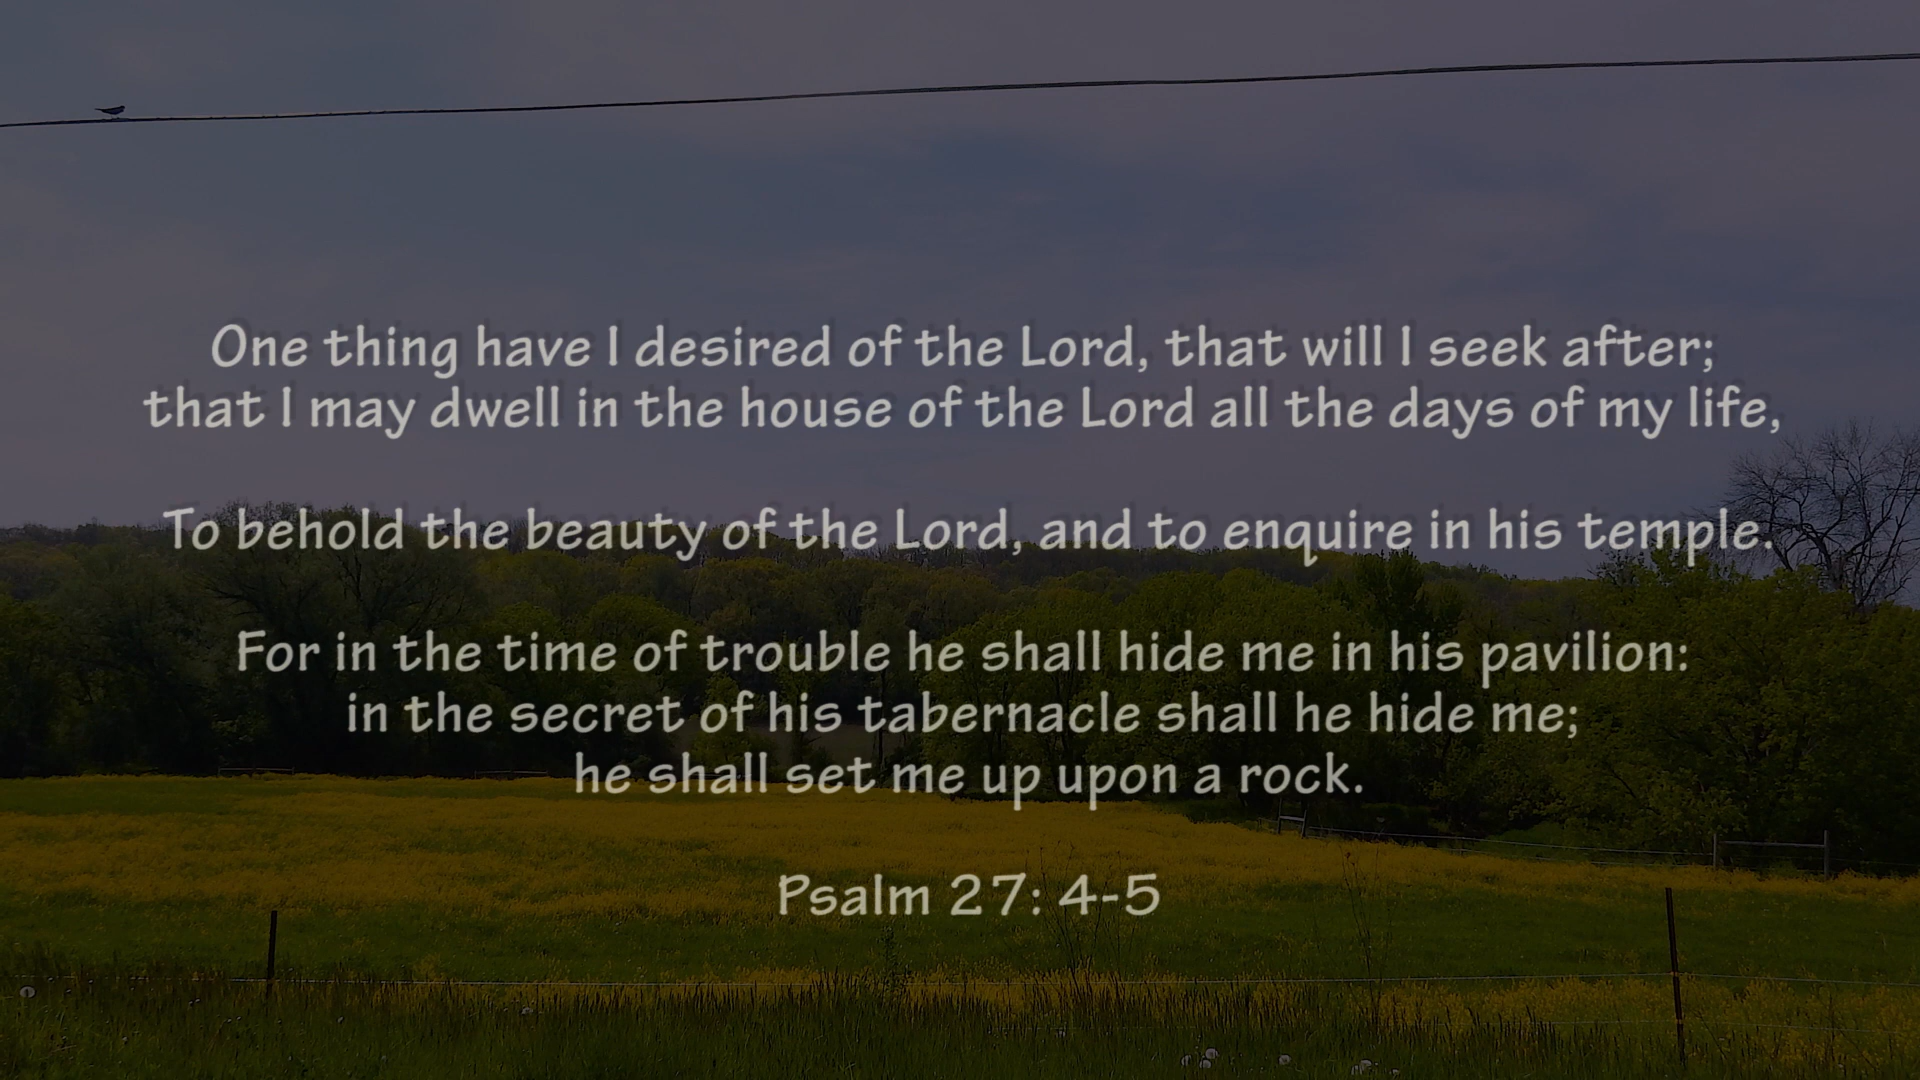 One thing have I desired of the Lord, that will I seek after;
that I may dwell in the house of the Lord all the days of my life,
To behold the beauty of the Lord, and to enquire in his temple.
For in the time of trouble he shall hide me in his pavilion:
in the secret of his tabernacle shall he hide me;
he shall set me up upon a rock.
Psalm 27: 4-5